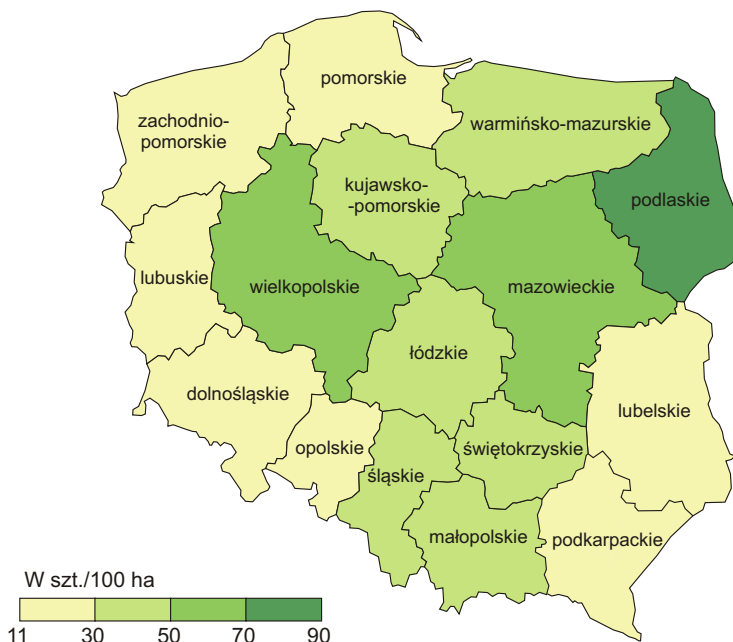 pomorskie
zachodnio-
pomorskie
warmińsko-mazurskie
kujawsko-
-pomorskie
podlaskie
lubuskie
wielkopolskie
mazowieckie
łódzkie
dolnośląskie
lubelskie
opolskie
świętokrzyskie
śląskie
małopolskie
podkarpackie
W szt./100 ha
11 30 50 70 90